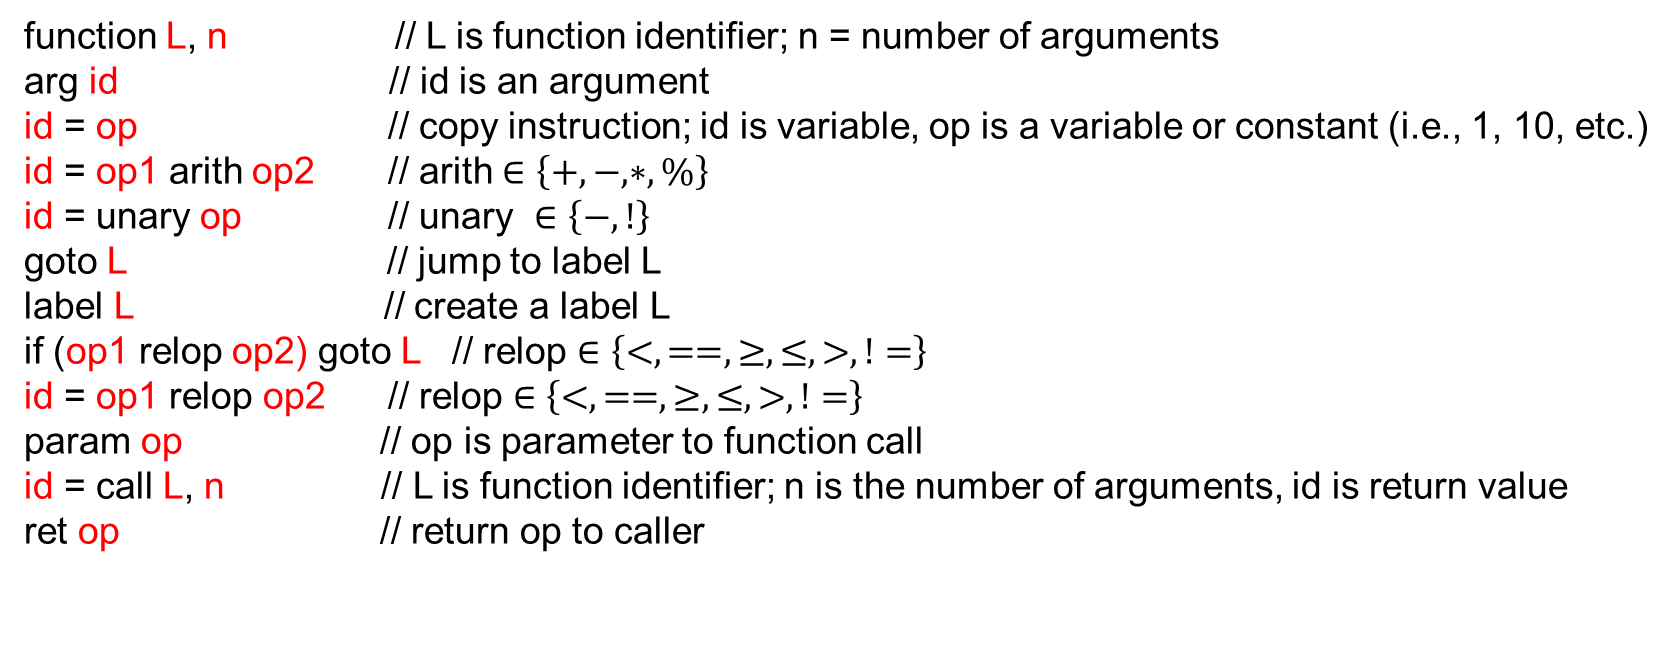 function L, n // L is function identifier; n = number of arguments
arg id // id is an argument
id = op // copy instruction; id is variable, op is a variable or constant (i.e., 1, 10, etc.)
id = op1 arith op2 // arith ∈ {+, −,∗, %}
id = unary op // unary ∈ {−, !}
goto L // jump to label L
label L // create a label L
if (op1 relop op2) goto L // relop ∈ {<, ==, ≥, ≤, >, ! =}
id = op1 relop op2 // relop ∈ {<, ==, ≥, ≤, >, ! =}
param op // op is parameter to function call
id = call L, n // L is function identifier; n is the number of arguments, id is return value
ret op // return op to caller